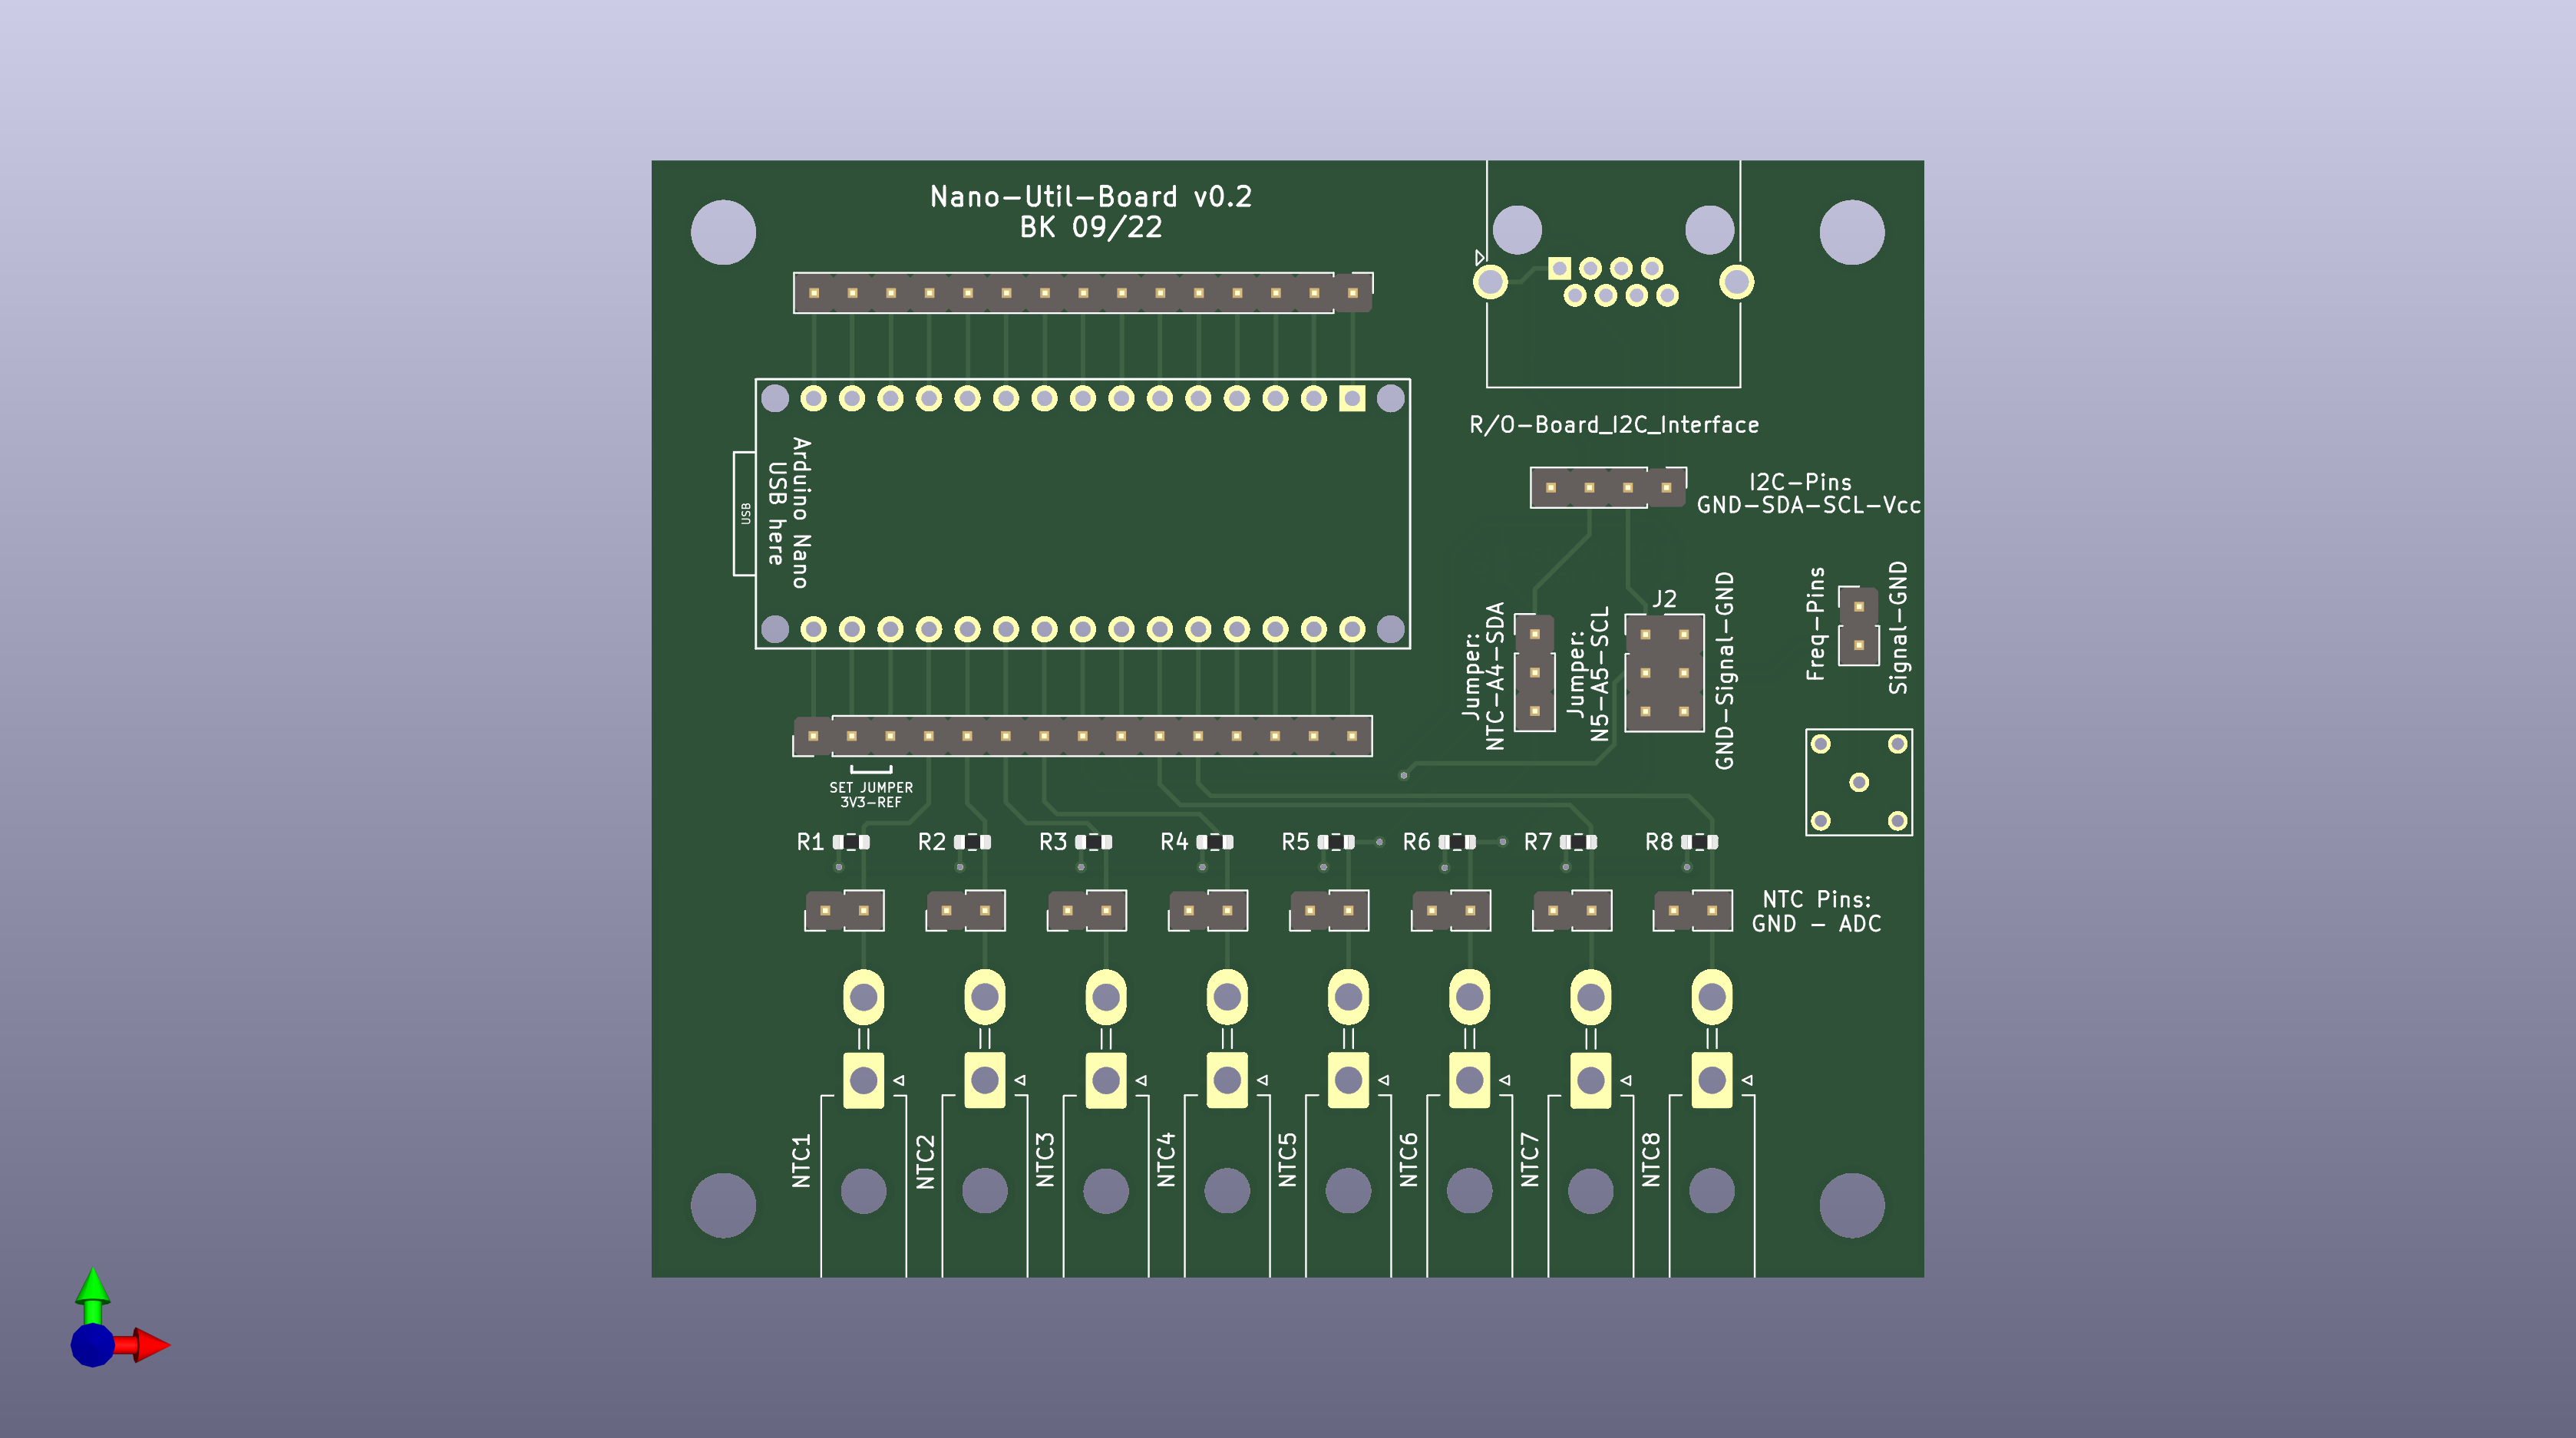 Nano-Util-Board v0.2
BK 09/22
R/O-Board_I2C_Interface
Arduino Nano
USB here
USB
I2C-Pins
GND-SDA-SCL-Vcc
Jumper:
NTC-A4-SDA
Jumper:
N5-A5-SCL
J2
GND-Signal-GND
Freq-Pins
Signal-GND
SET JUMPER
3V3-REF
R1
R2
R3
R4
R5
R6
R7
R8
NTC Pins:
GND - ADC
NTC1
NTC2
NTC3
NTC4
NTC5
NTC6
NTC7
NTC8